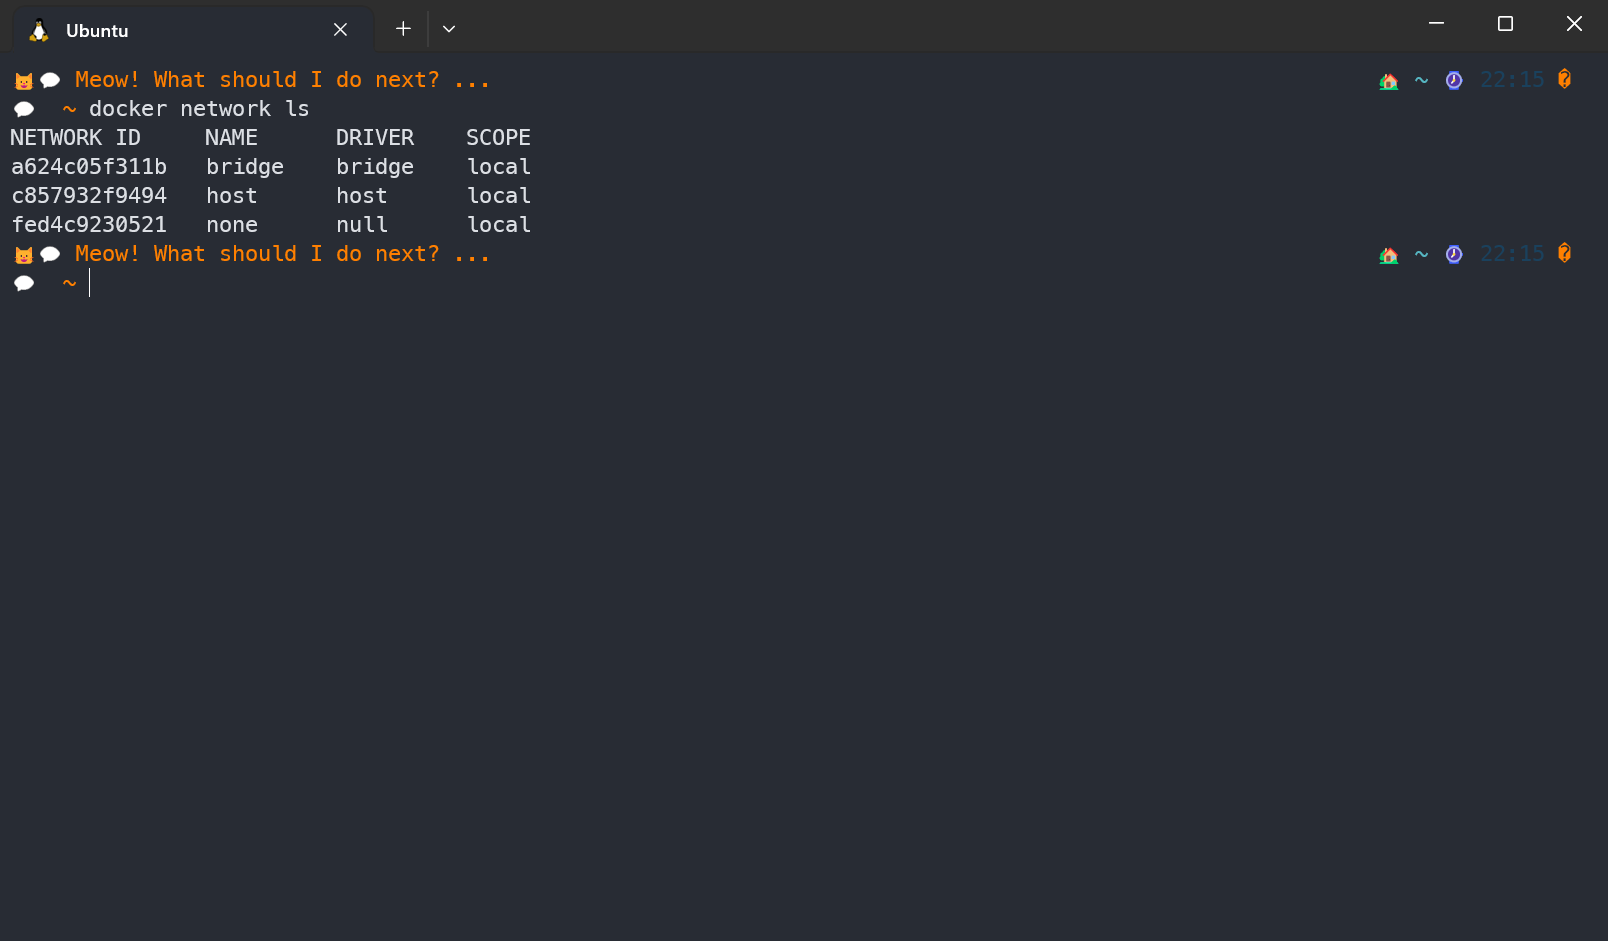 Ubuntu
Meow! What should I do next? ... ~ 22:15 �
~ docker network ls
NETWORK ID NAME DRIVER SCOPE
a624c05f311b bridge bridge local
c857932f9494 host host local
fed4c9230521 none null local
Meow! What should I do next? ... ~ 22:15 �
~